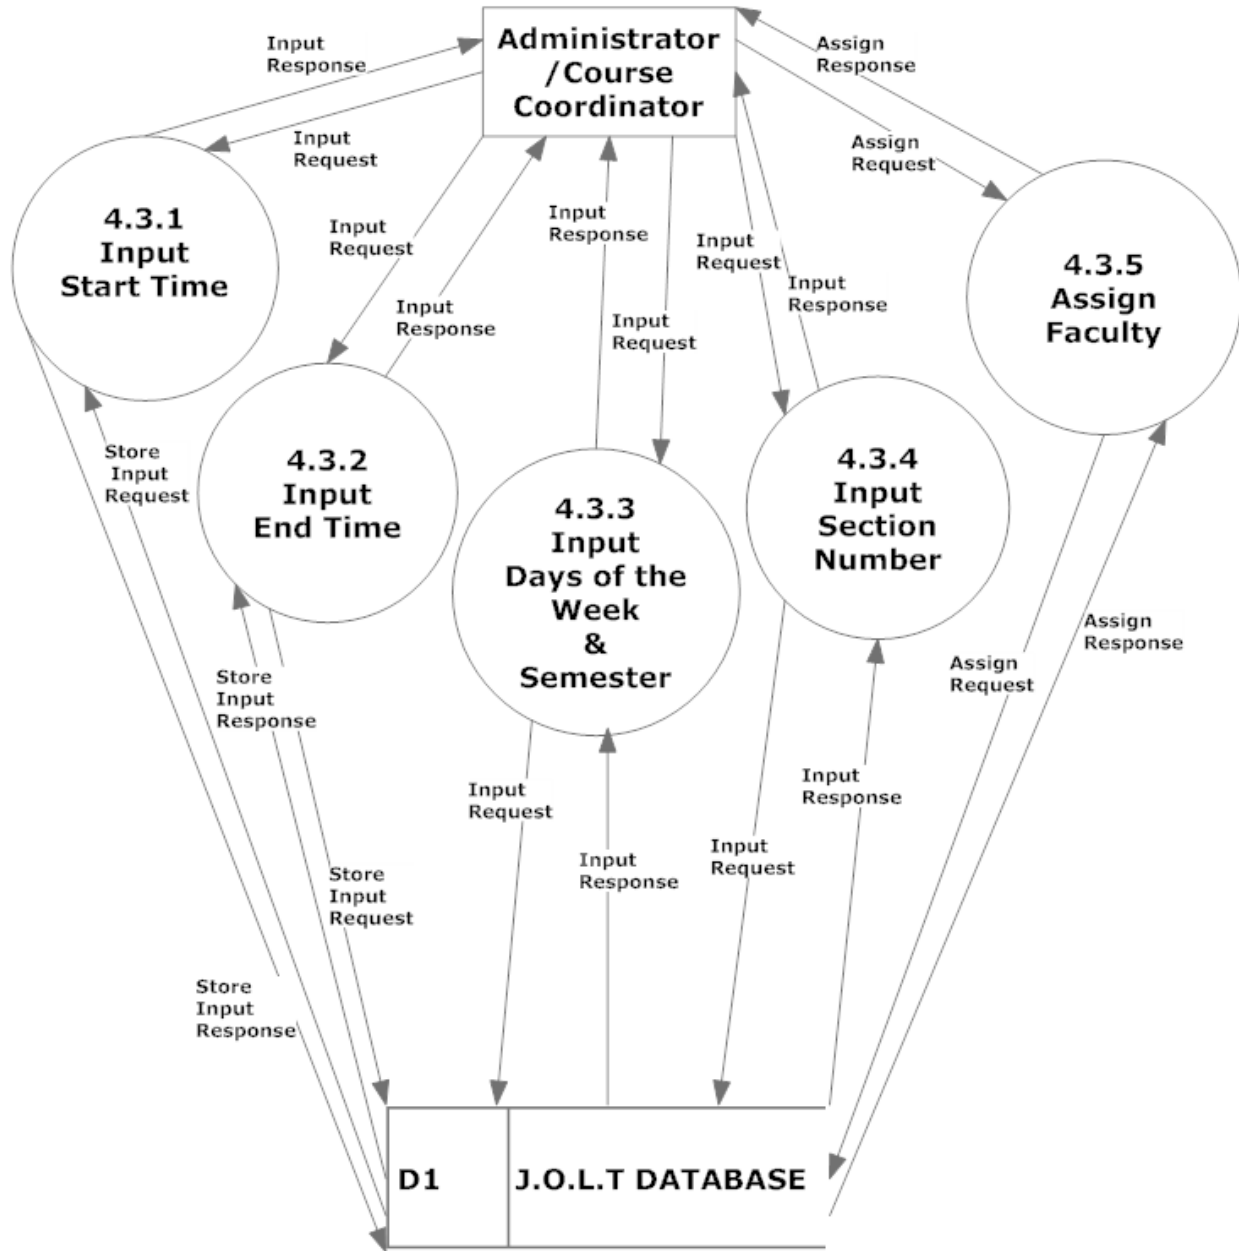 Administrator
/Course
Coordinator
Input
Response
Input
Request
Assign
Response
Assign
Request
Input
Request
Input
Response
Input
Response
Input
Request
Input
Request
Input
Response
4.3.1
Input
Start Time
4.3.5
Assign
Faculty
4.3.2
Input
End Time
4.3.3
Input
Days of the
Week
&
Semester
4.3.4
Input
Section
Number
Store
Input
Request
Store
Input
Response
Input
Request
Input
Response
Input
Request
Input
Response
Assign
Request
Assign
Response
Store
Input
Request
Store
Input
Response
D1
J.O.L.T DATABASE